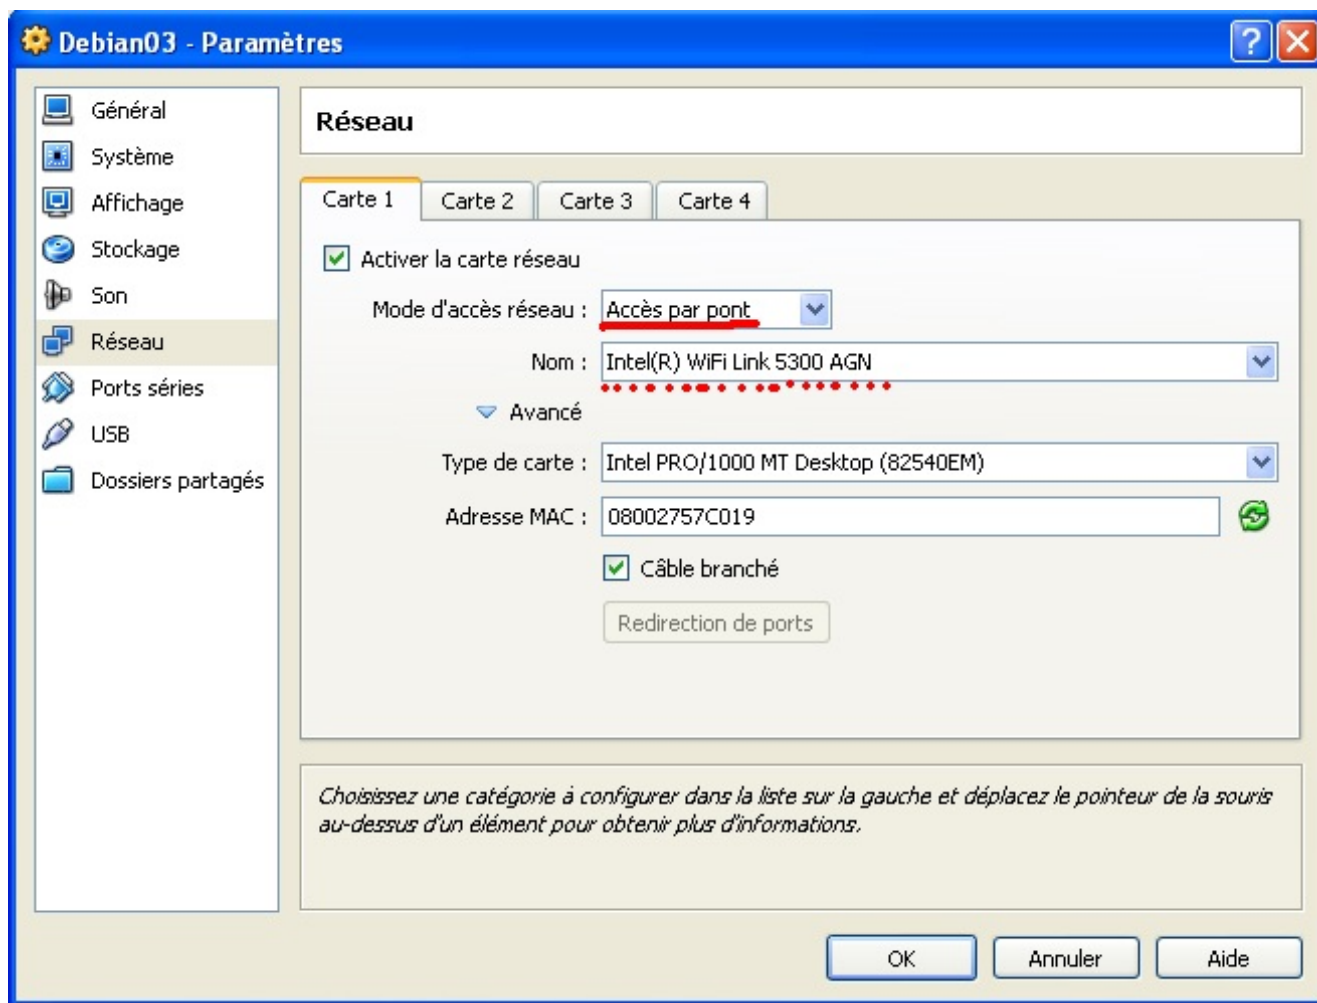 Debian03 - Paramètres
Général
Système
Affichage
Stockage
Son
Réseau
Ports séries
USB
Dossiers partagés
Réseau
Carte 1 Carte 2 Carte 3 Carte 4
Activer la carte réseau
Mode d'accès réseau : Accès par pont
Nom : Intel(R) WiFi Link 5300 AGN
Avancé
Type de carte : Intel PRO/1000 MT Desktop (82540EM)
Adresse MAC : 08002757C019
Câble branché
Redirection de ports
Choisissez une catégorie à configurer dans la liste sur la gauche et déplacez le pointeur de la souris
au-dessus d'un élément pour obtenir plus d'informations.
OK Annuler Aide